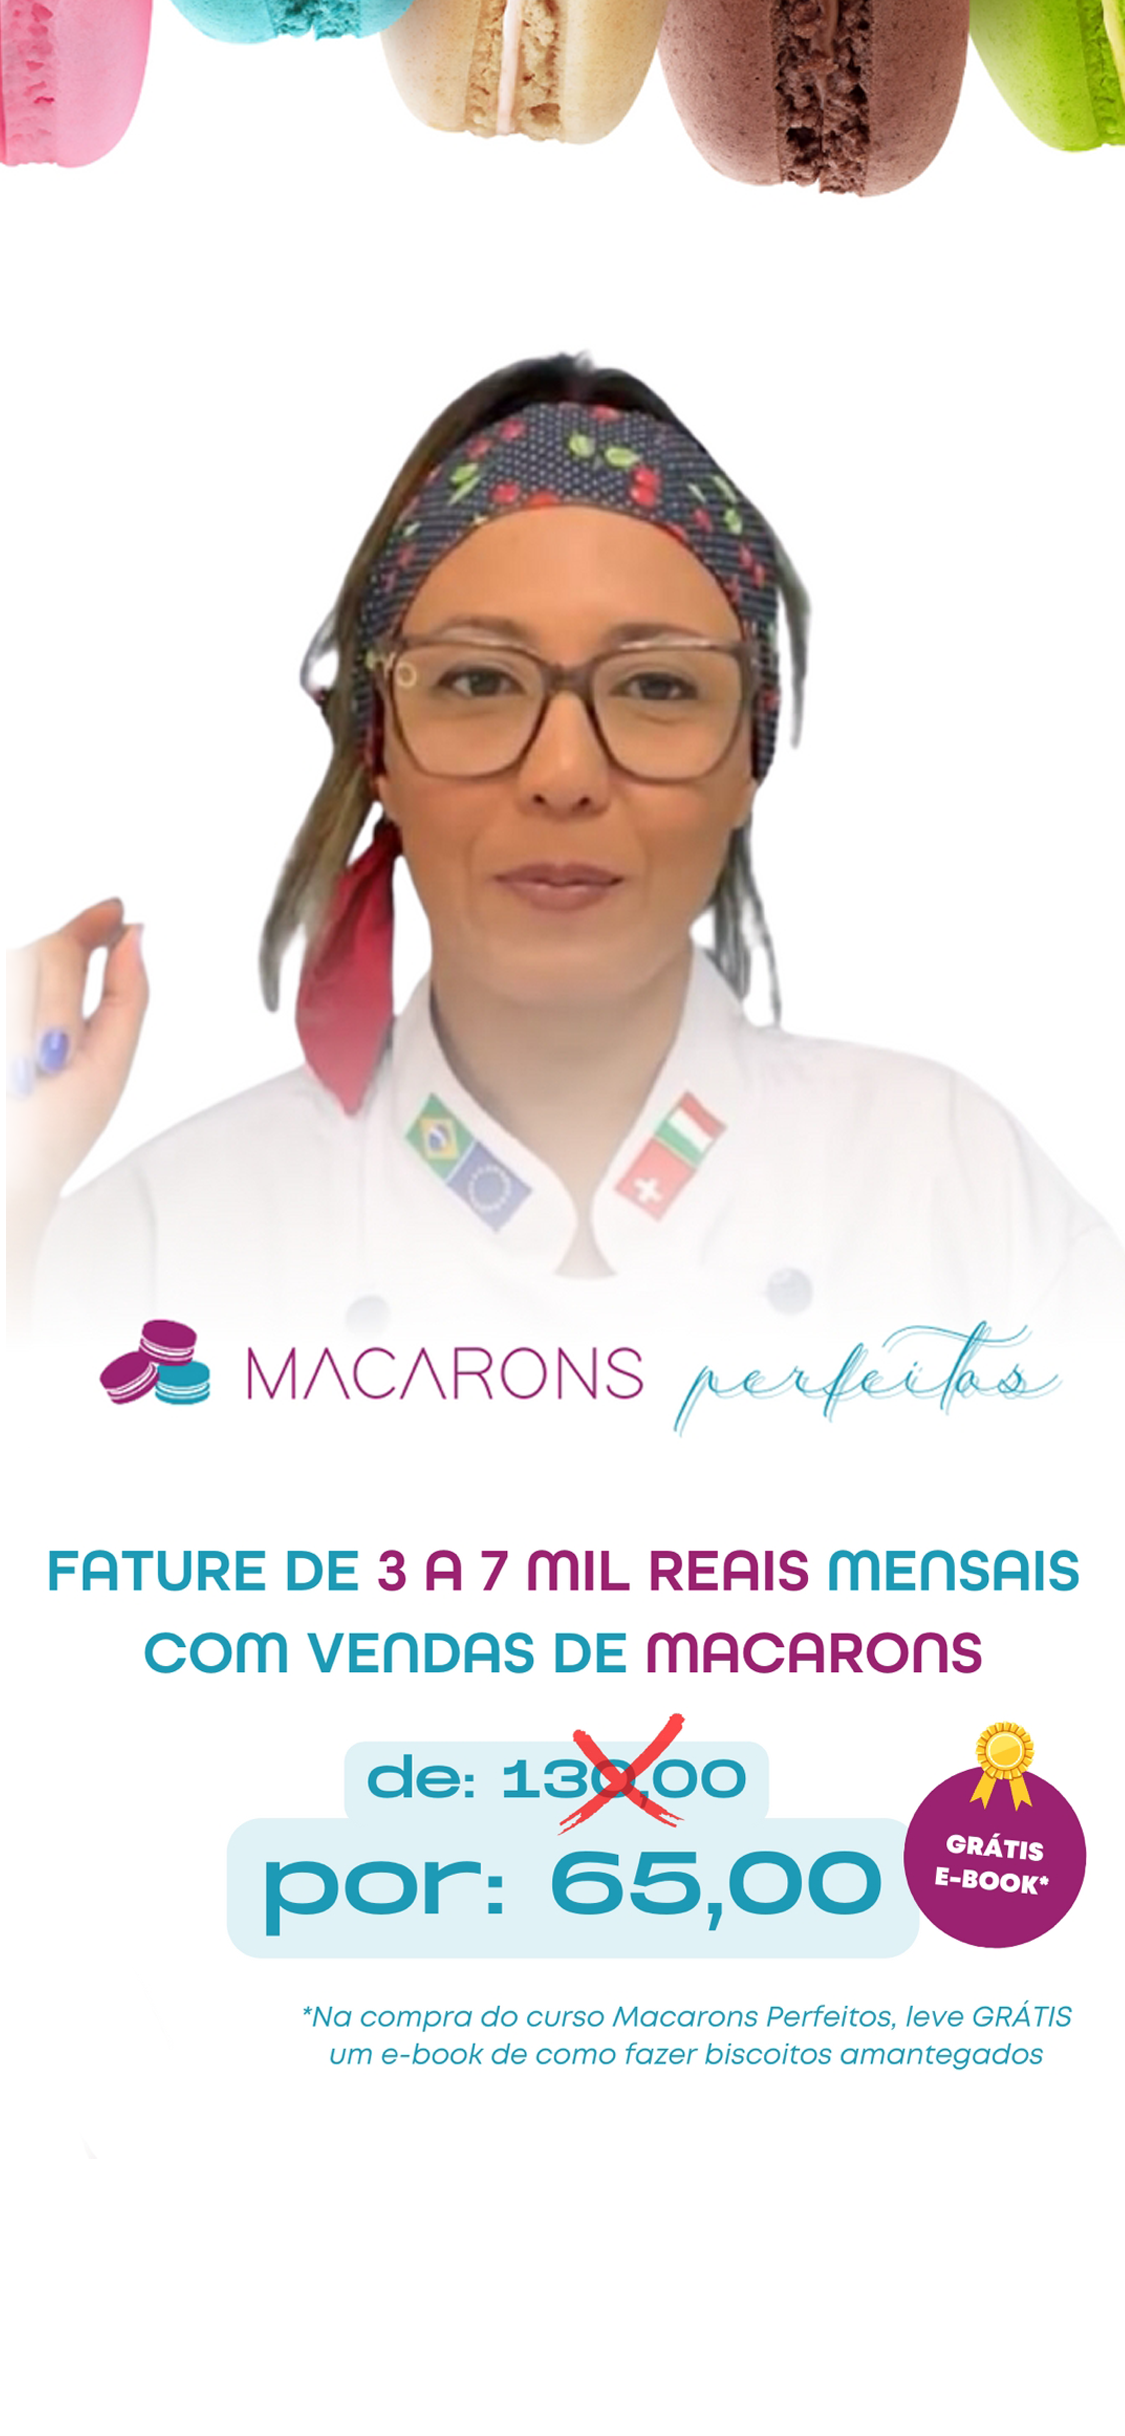 MACARONS perfeitos
FATURE DE 3 A 7 MIL REAIS MENSAIS
COM VENDAS DE MACARONS
de: 130,00
por: 65,00
GRÁTIS
E-BOOK*
*Na compra do curso Macarons Perfeitos, leve GRÁTIS
um e-book de como fazer biscoitos amantegados